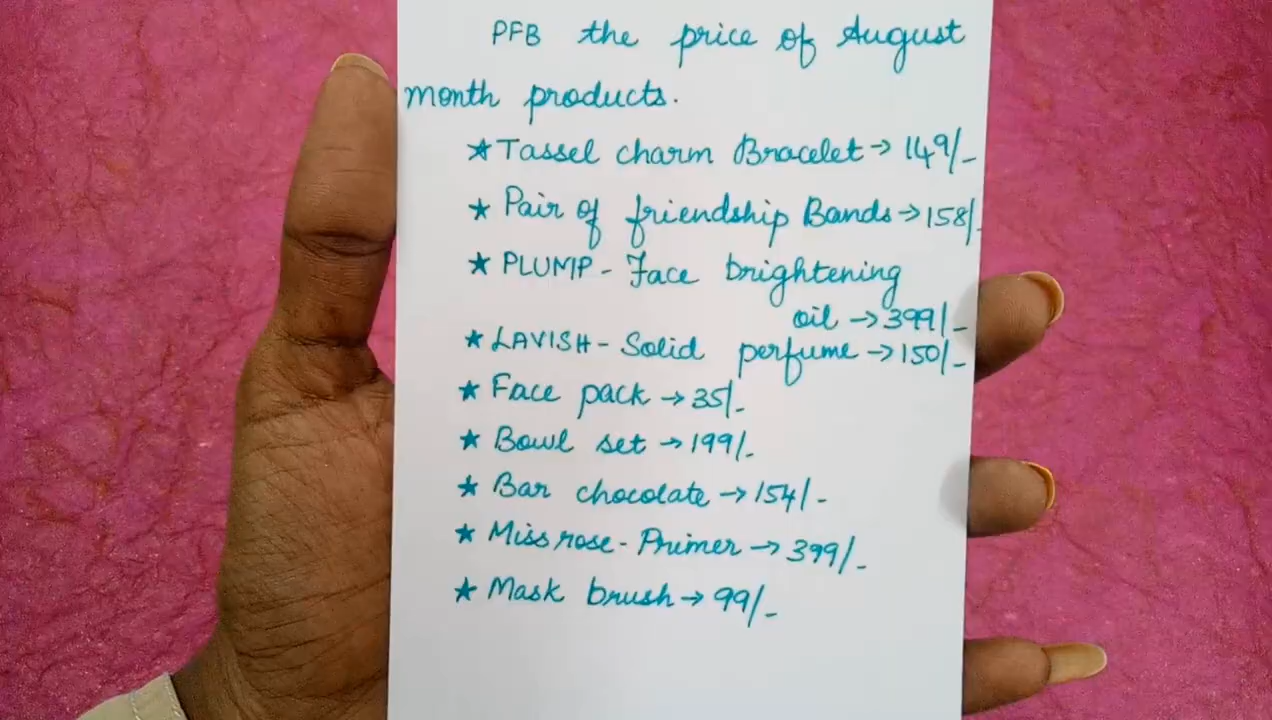 PFB the price of August
month products.
★ Tassel charm Bracelet → 149/-
★ Pair of friendship Bands → 158/-
★ PLUMP - Face brightening
oil → 399/-
★ LAVISH - Solid perfume → 150/-
★ Face pack → 35/-
★ Bowl set → 199/-
★ Bar chocolate → 154/-
★ Miss rose - Primer → 399/-
★ Mask brush → 99/-